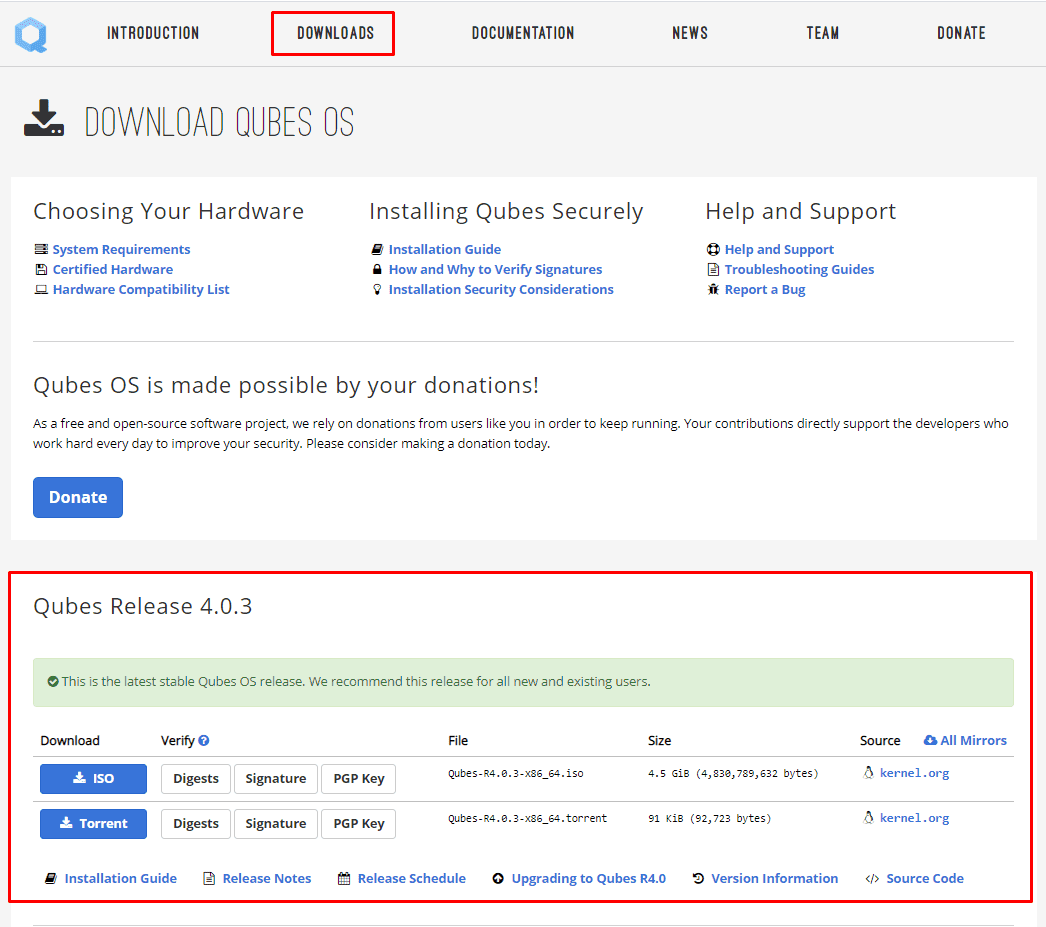 INTRODUCTION DOWNLOADS DOCUMENTATION NEWS TEAM DONATE
DOWNLOAD QUBES OS
Choosing Your Hardware
System Requirements
Certified Hardware
Hardware Compatibility List
Installing Qubes Securely
Installation Guide
How and Why to Verify Signatures
Installation Security Considerations
Help and Support
Help and Support
Troubleshooting Guides
Report a Bug
Qubes OS is made possible by your donations!
As a free and open-source software project, we rely on donations from users like you in order to keep running. Your contributions directly support the developers who
work hard every day to improve your security. Please consider making a donation today.
Donate
Qubes Release 4.0.3
This is the latest stable Qubes OS release. We recommend this release for all new and existing users.
Download Verify ? File Size Source All Mirrors
ISO Digests Signature PGP Key Qubes-R4.0.3-x86_64.iso 4.5 GiB (4,830,789,632 bytes) kernel.org
Torrent Digests Signature PGP Key Qubes-R4.0.3-x86_64.torrent 91 KiB (92,723 bytes) kernel.org
Installation Guide Release Notes Release Schedule Upgrading to Qubes R4.0 Version Information </> Source Code